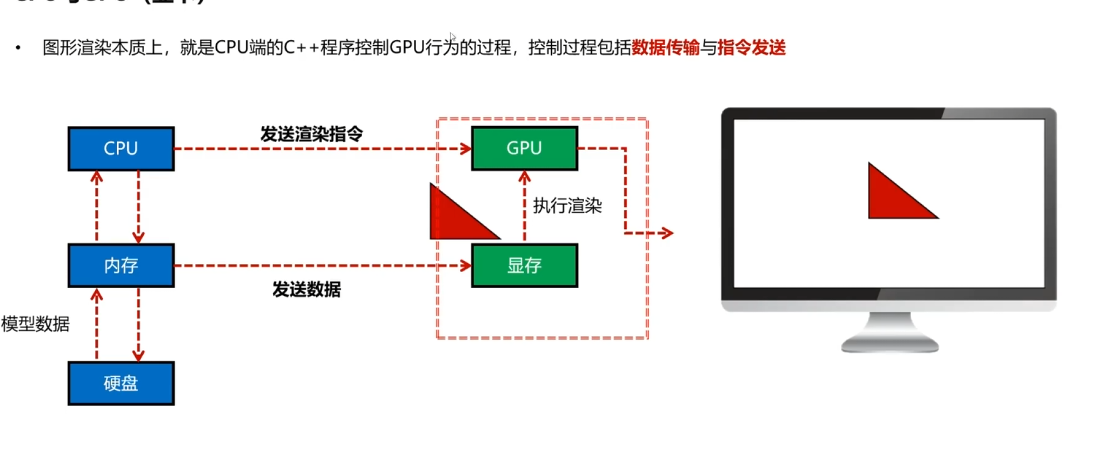 • 图形渲染本质上，就是CPU端的C++程序控制GPU行为的过程，控制过程包括数据传输与指令发送
CPU
发送渲染指令
GPU
执行渲染
内存
发送数据
显存
模型数据
硬盘